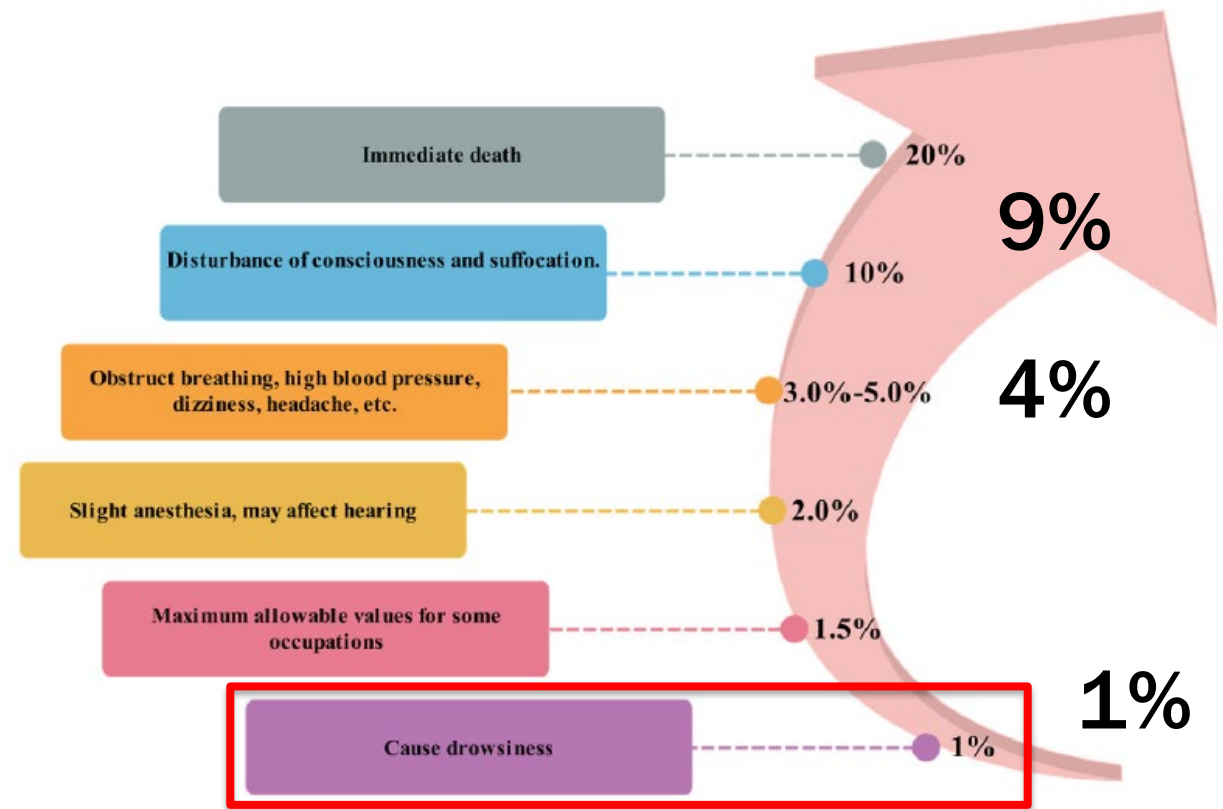 Immediate death
20%
9%
Disturbance of consciousness and suffocation.
10%
Obstruct breathing, high blood pressure,
dizziness, headache, etc.
3.0%-5.0%
4%
Slight anesthesia, may affect hearing
2.0%
Maximum allowable values for some
occupations
1.5%
1%
Cause drowsiness
1%